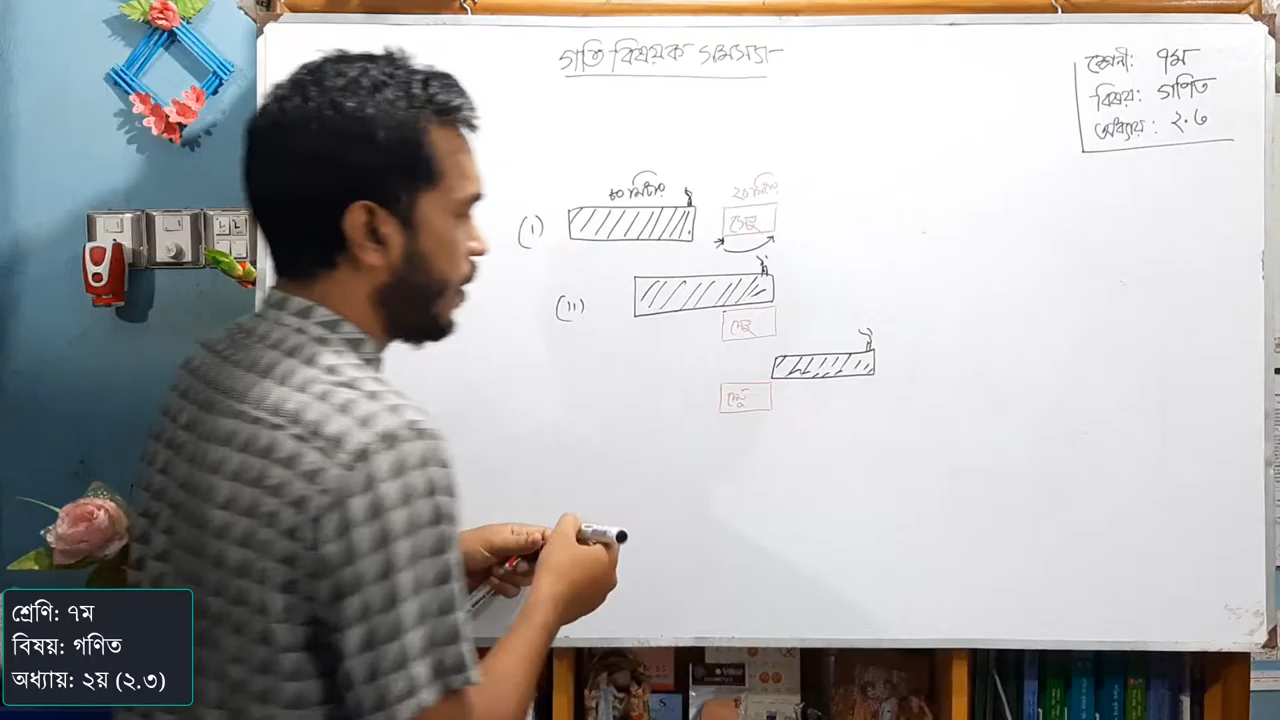 গতি বিষয়ক সমস্যা
শ্রেনী: ৭ম
বিষয়: গণিত
অধ্যায়: ২.৩
৮০ মিটার
২০ মিটার
(i)
সেতু
(ii)
সেতু
সেতু
শ্রেণি: ৭ম
বিষয়: গণিত
অধ্যায়: ২য় (২.৩)